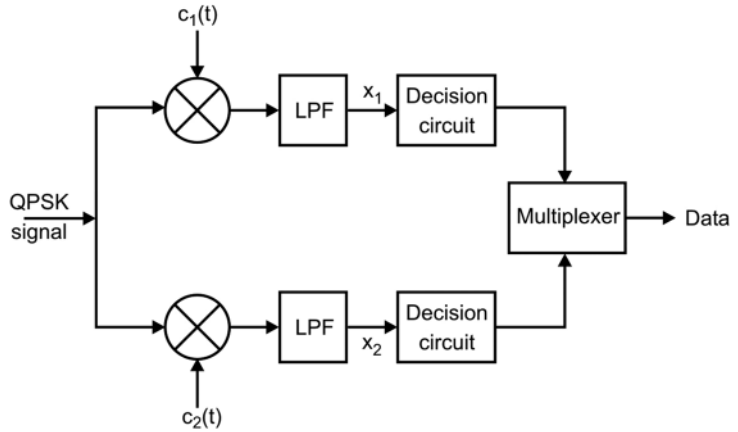 c₁(t)
LPF
x₁
Decision
circuit
QPSK
signal
Multiplexer
Data
LPF
x₂
Decision
circuit
c₂(t)